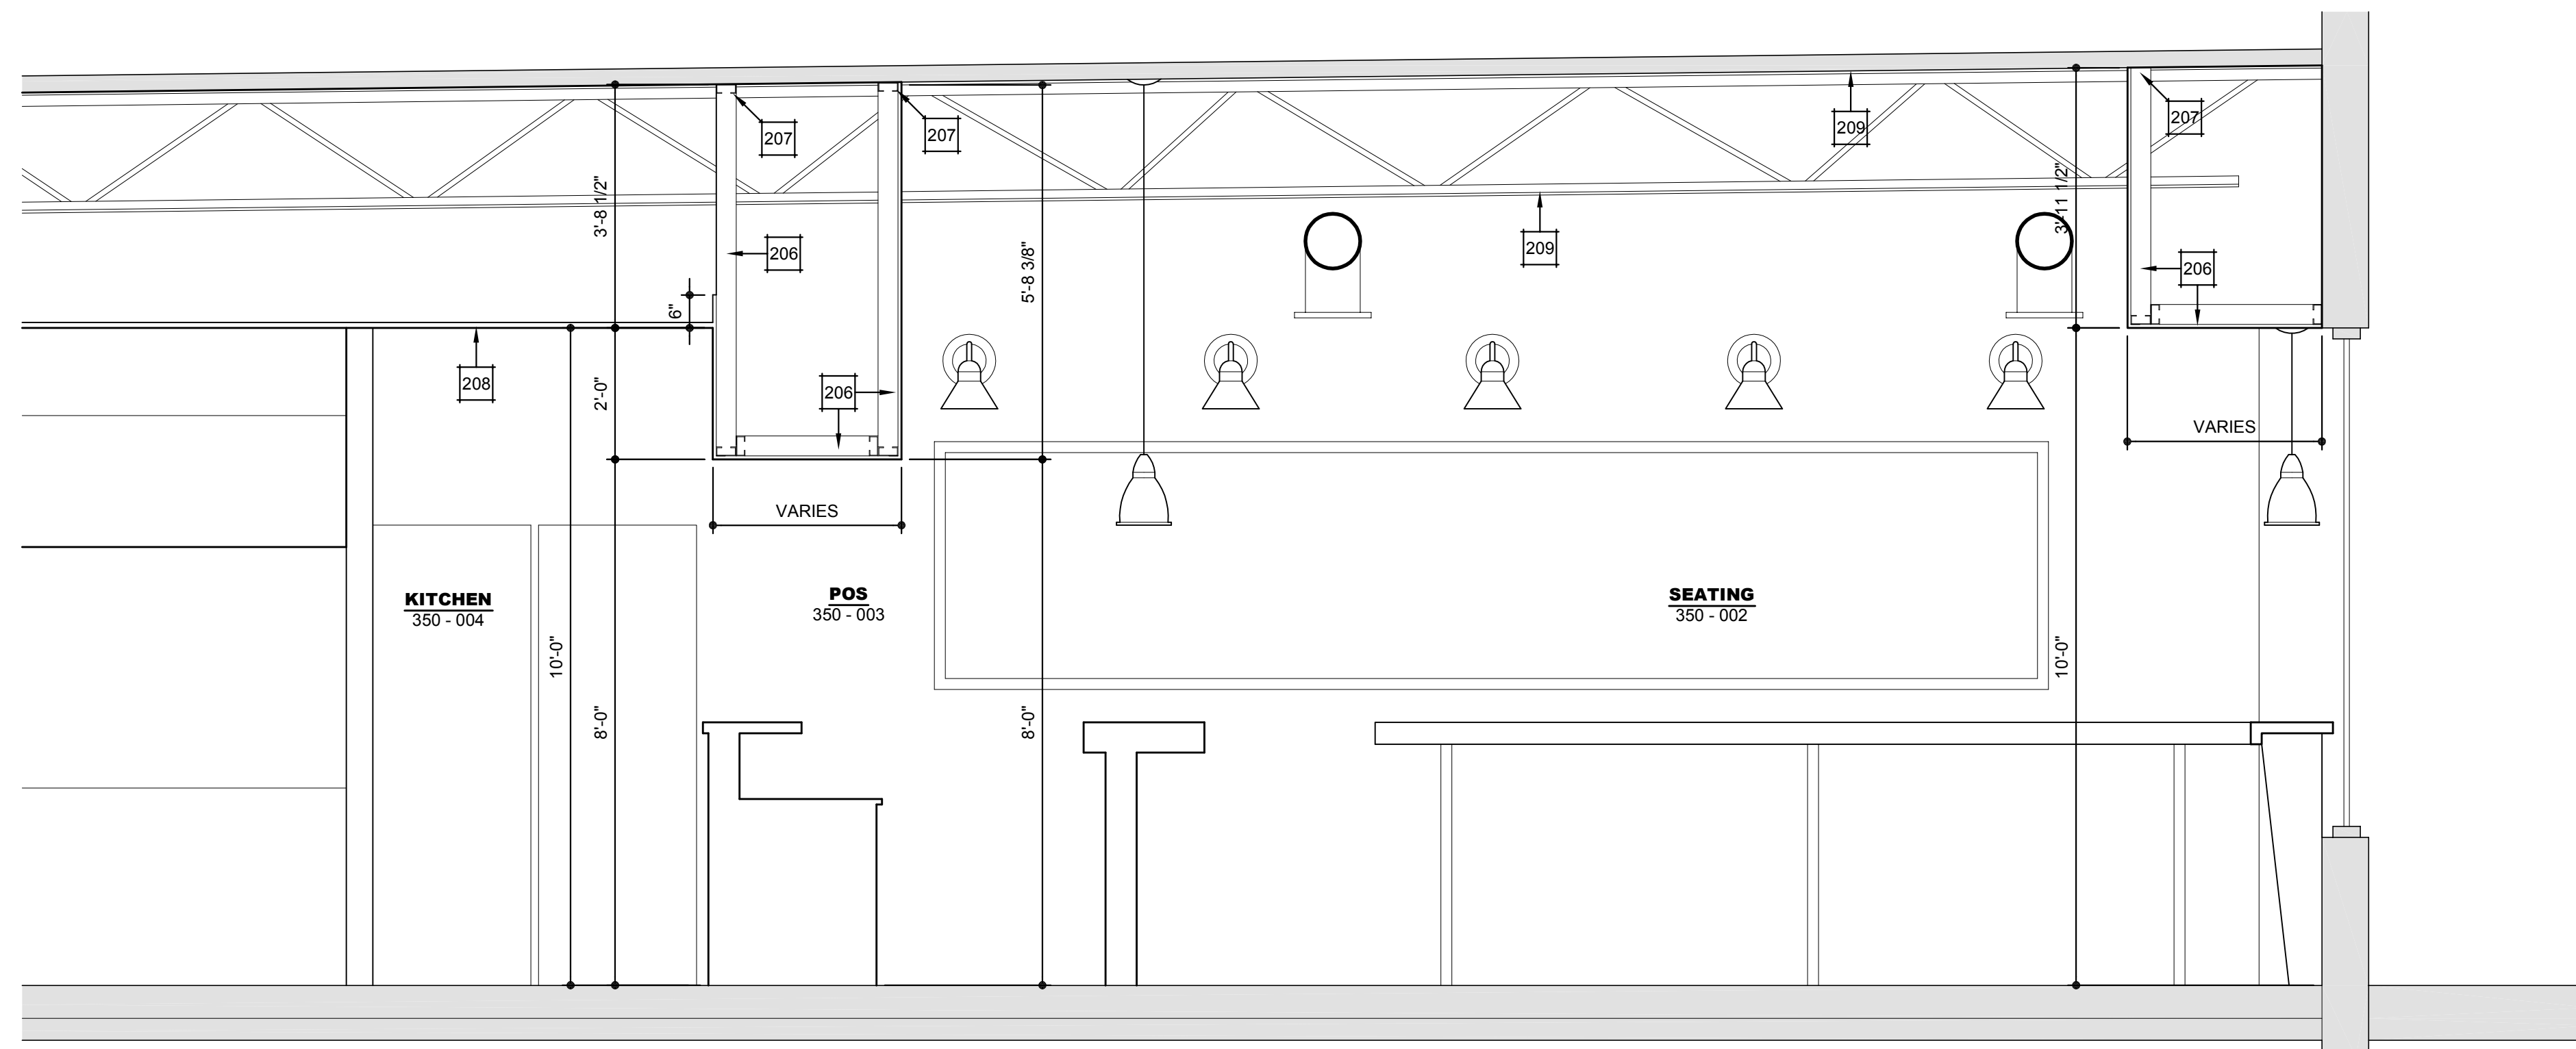 207
207
209
207
3'-8 1/2"
3'-11 1/2"
206
5'-8 3/8"
209
206
6"
208
2'-0"
206
VARIES
VARIES
KITCHEN
350 - 004
POS
350 - 003
SEATING
350 - 002
10'-0"
8'-0"
8'-0"
10'-0"